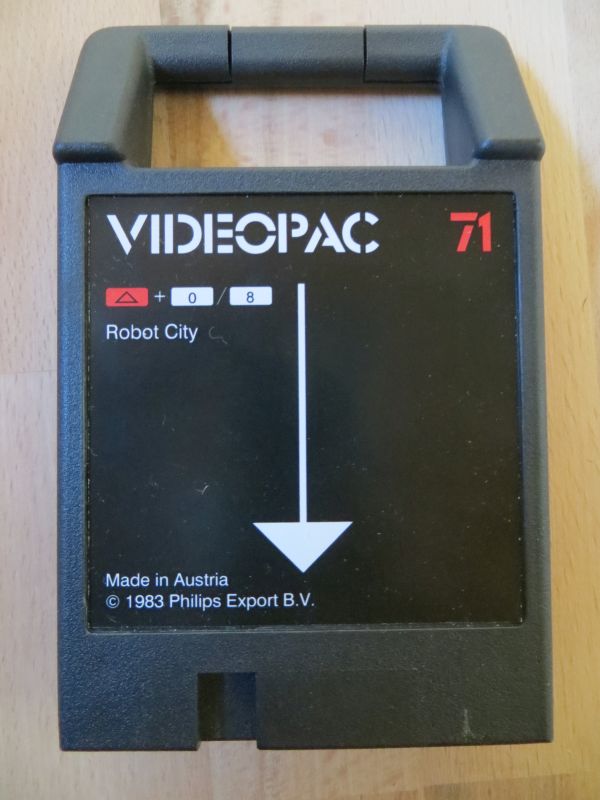 VIDEOPAC 71
△ + 0 / 8
Robot City
Made in Austria
© 1983 Philips Export B.V.